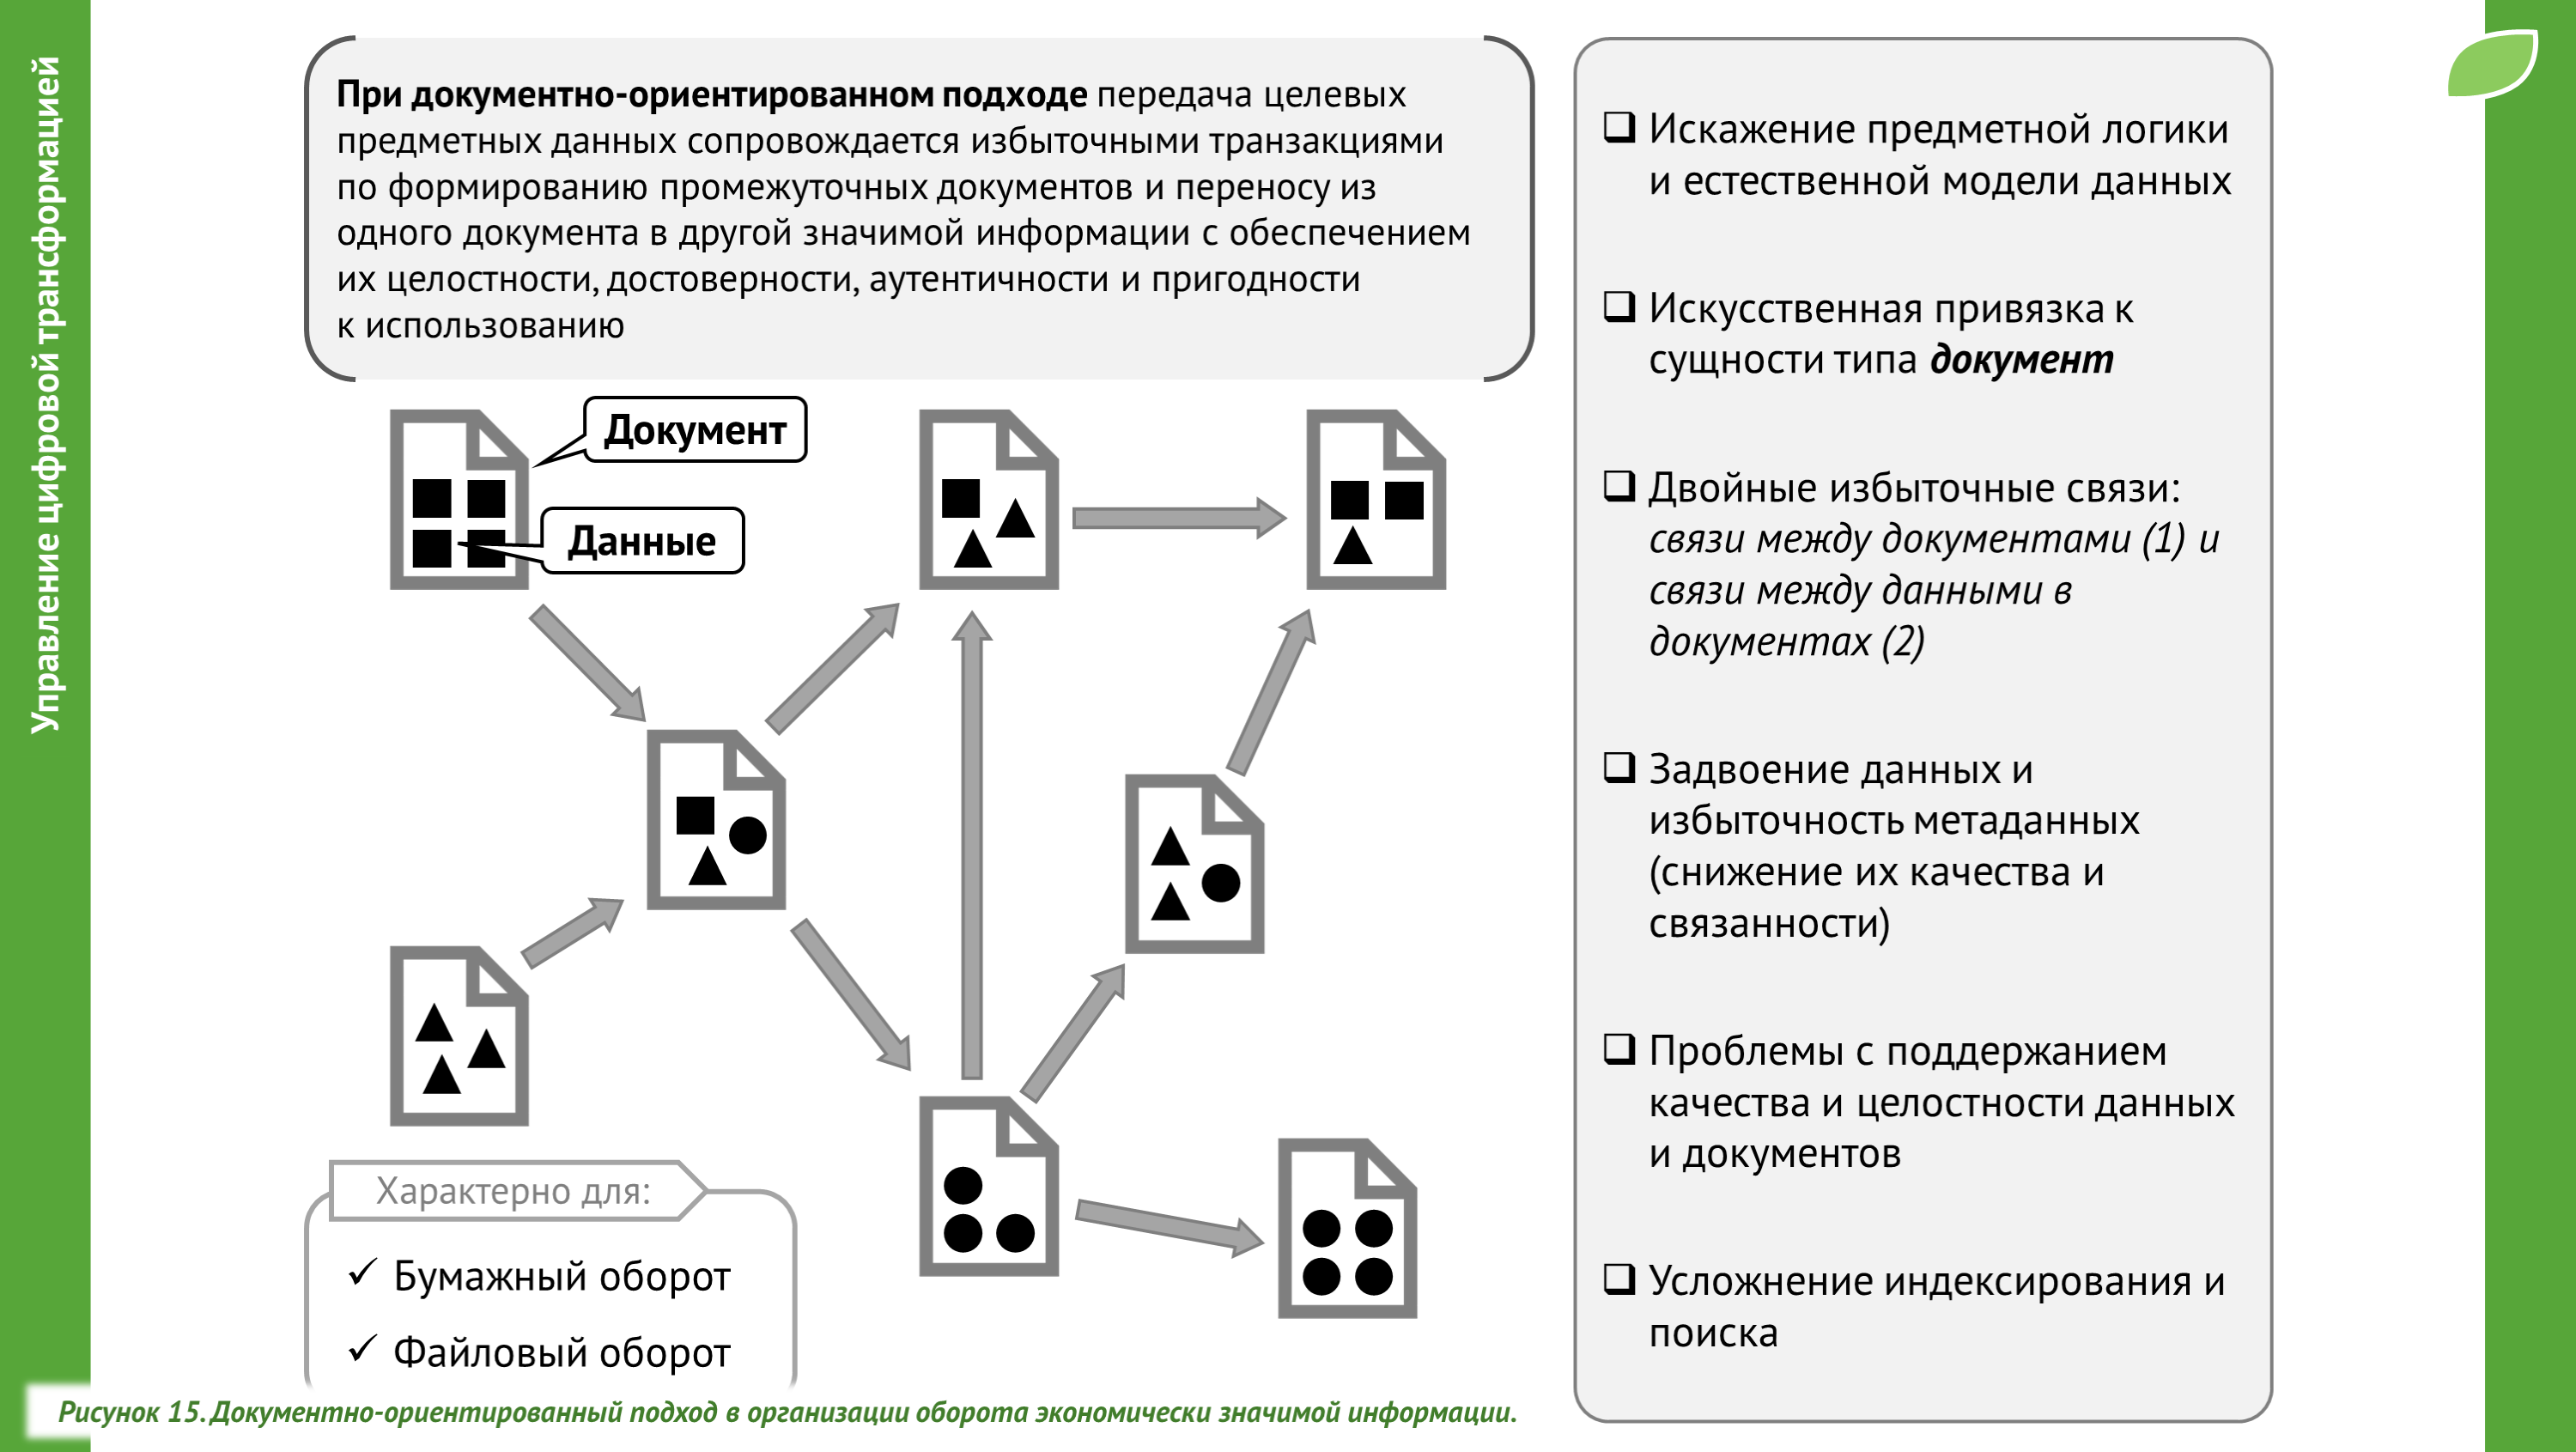 Управление цифровой трансформацией
При документно-ориентированном подходе передача целевых
предметных данных сопровождается избыточными транзакциями
по формированию промежуточных документов и переносу из
одного документа в другой значимой информации с обеспечением
их целостности, достоверности, аутентичности и пригодности
к использованию
Документ
Данные
Характерно для:
✓ Бумажный оборот
✓ Файловый оборот
❑ Искажение предметной логики
и естественной модели данных
❑ Искусственная привязка к
сущности типа документ
❑ Двойные избыточные связи:
связи между документами (1) и
связи между данными в
документах (2)
❑ Задвоение данных и
избыточность метаданных
(снижение их качества и
связанности)
❑ Проблемы с поддержанием
качества и целостности данных
и документов
❑ Усложнение индексирования и
поиска
Рисунок 15. Документно-ориентированный подход в организации оборота экономически значимой информации.